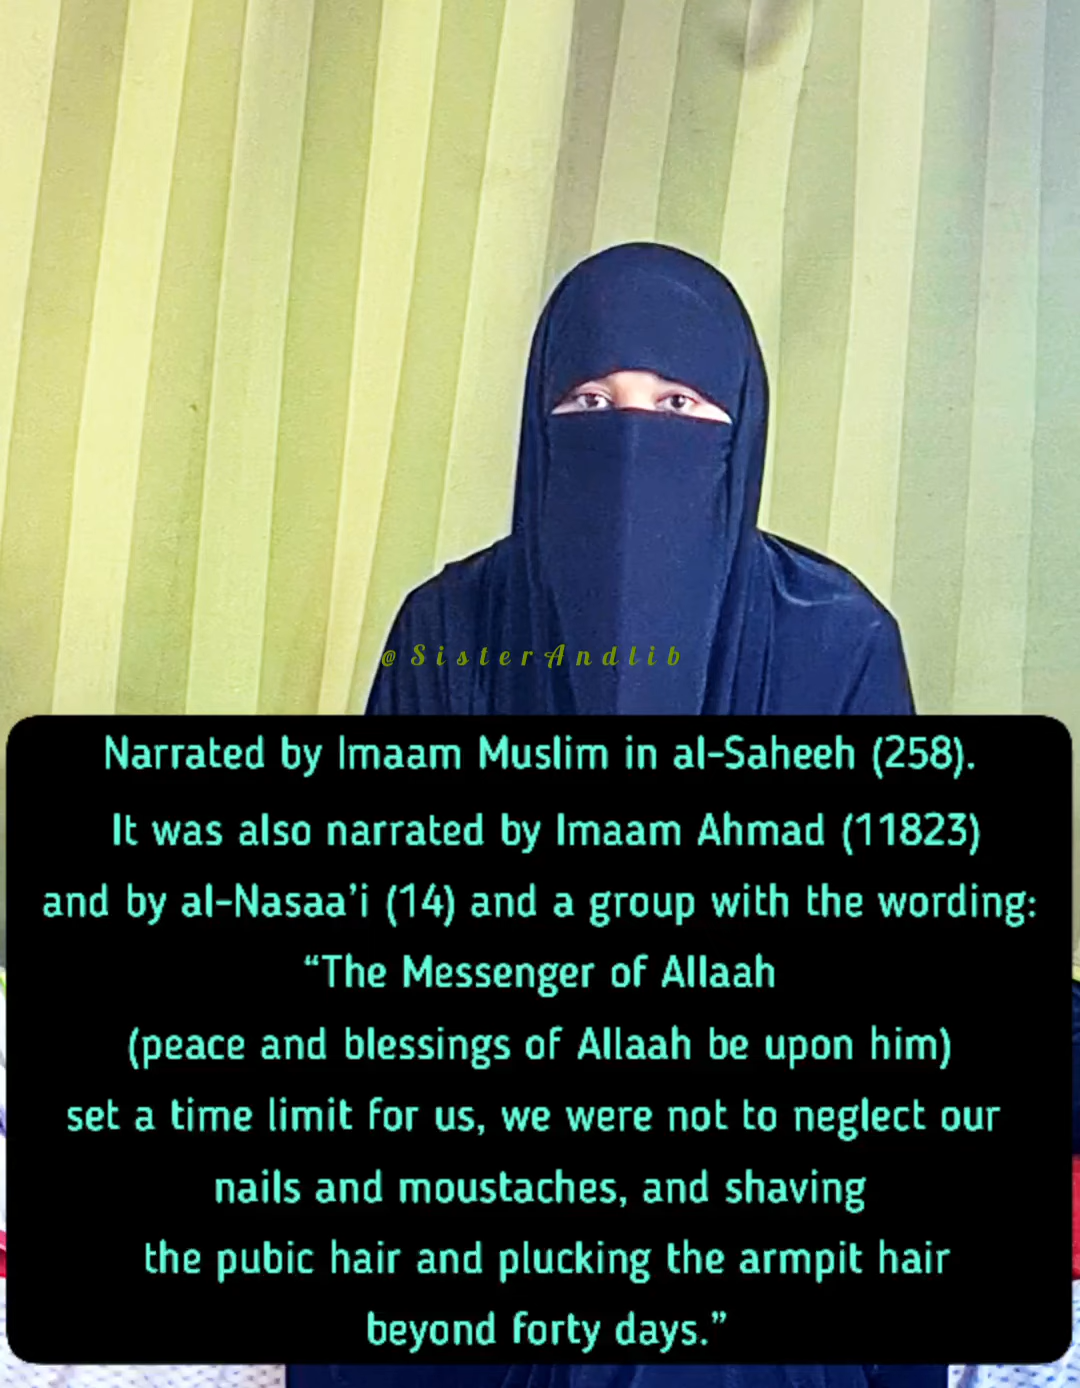 @SisterAndlib
Narrated by Imaam Muslim in al-Saheeh (258).
It was also narrated by Imaam Ahmad (11823)
and by al-Nasaa’i (14) and a group with the wording:
“The Messenger of Allaah
(peace and blessings of Allaah be upon him)
set a time limit for us, we were not to neglect our
nails and moustaches, and shaving
the pubic hair and plucking the armpit hair
beyond forty days.”